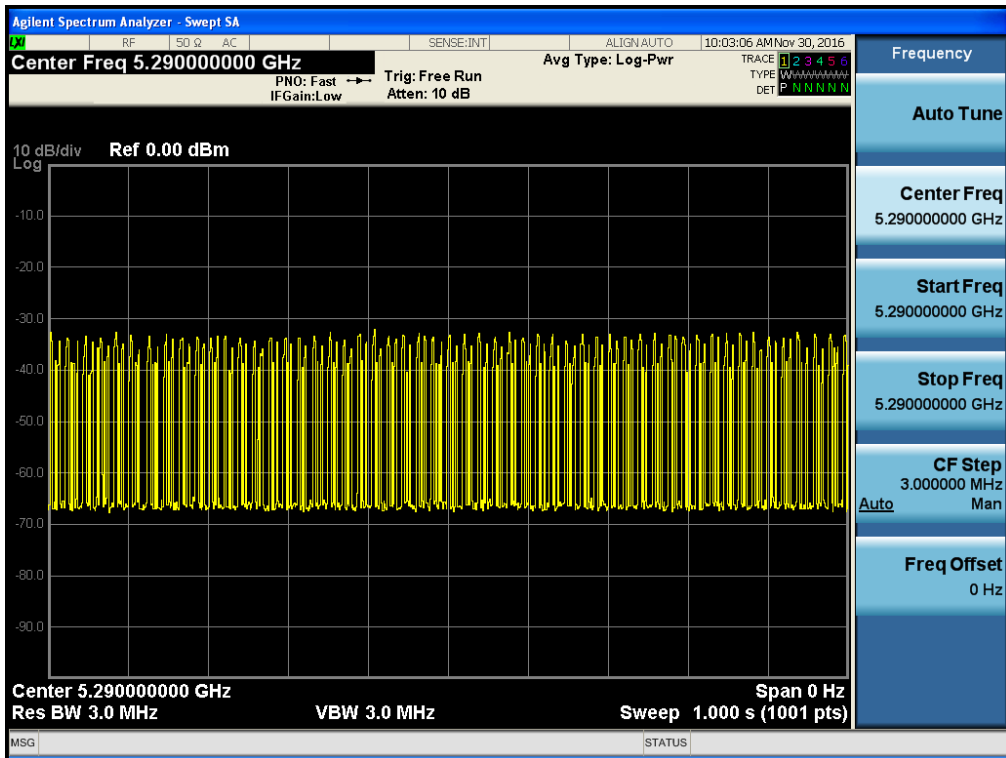 Agilent Spectrum Analyzer - Swept SA
LXI RF 50 Ω AC SENSE:INT ALIGN AUTO 10:03:06 AM Nov 30, 2016
Center Freq 5.290000000 GHz
PNO: Fast
IFGain:Low
Trig: Free Run
Atten: 10 dB
Avg Type: Log-Pwr
TRACE 1 2 3 4 5 6
TYPE WWWWWW
DET P N N N N N
10 dB/div
Log
Ref 0.00 dBm
-10.0
-20.0
-30.0
-40.0
-50.0
-60.0
-70.0
-80.0
-90.0
Center 5.290000000 GHz
Span 0 Hz
Res BW 3.0 MHz
VBW 3.0 MHz
Sweep 1.000 s (1001 pts)
MSG
STATUS
Frequency
Auto Tune
Center Freq
5.290000000 GHz
Start Freq
5.290000000 GHz
Stop Freq
5.290000000 GHz
CF Step
3.000000 MHz
Auto Man
Freq Offset
0 Hz